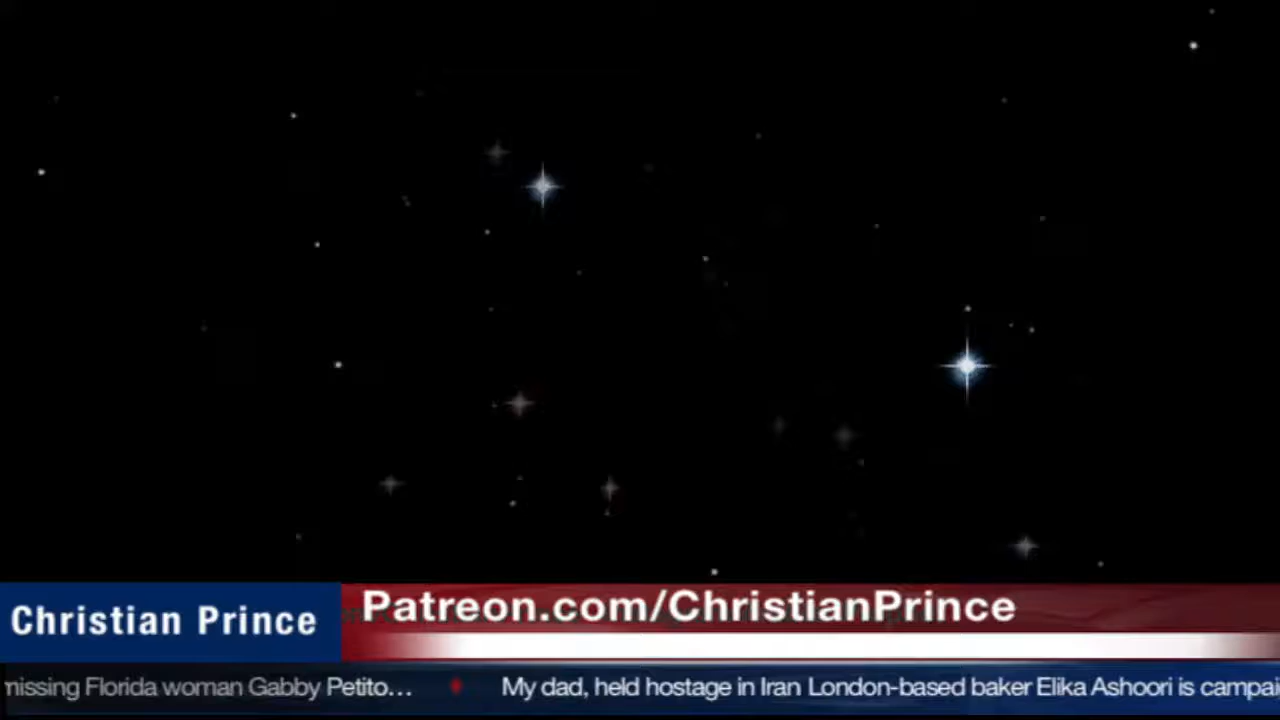 Christian Prince
Patreon.com/ChristianPrince
missing Florida woman Gabby Petito... My dad, held hostage in Iran London-based baker Elika Ashoori is campai